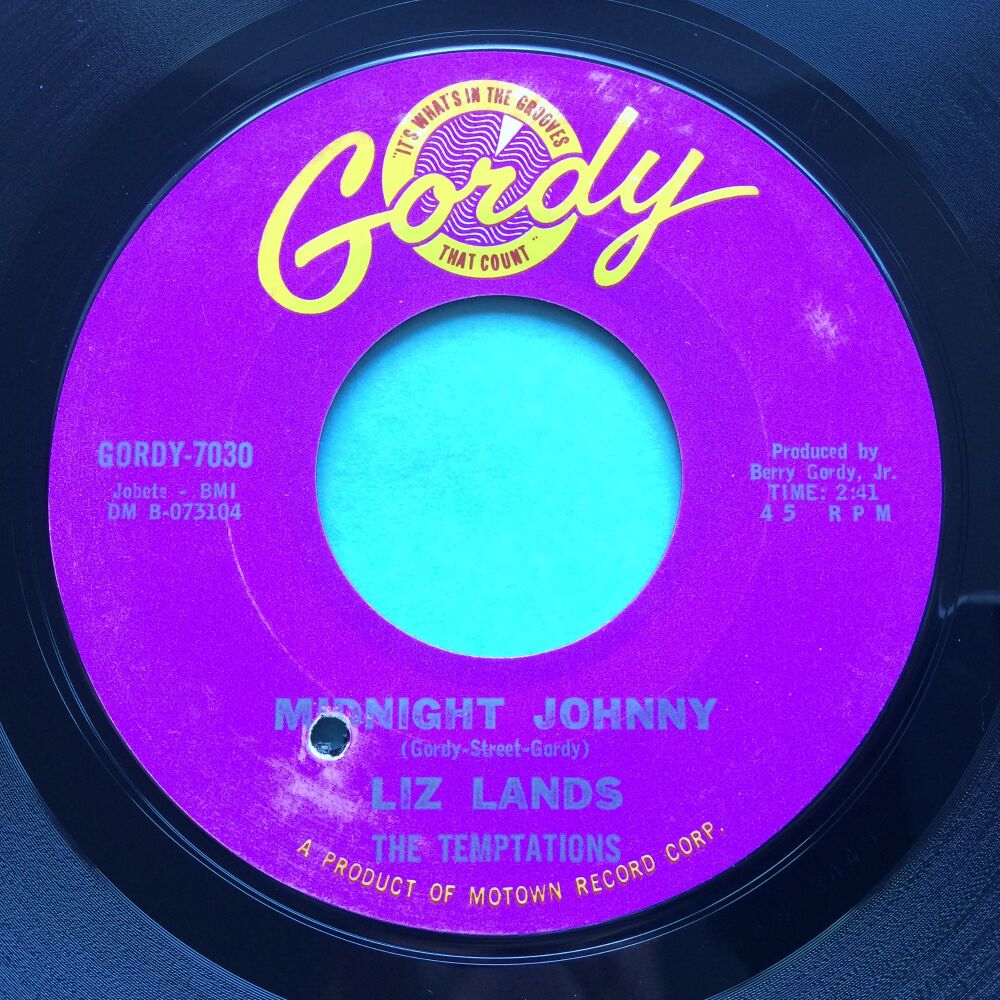 "IT'S WHAT'S IN THE GROOVES
Gordy
THAT COUNT"
GORDY-7030
Jobete - BMI
DM B-073104
Produced by
Berry Gordy, Jr.
TIME: 2:41
45 RPM
MIDNIGHT JOHNNY
(Gordy-Street-Gordy)
LIZ LANDS
THE TEMPTATIONS
A PRODUCT OF MOTOWN RECORD CORP.